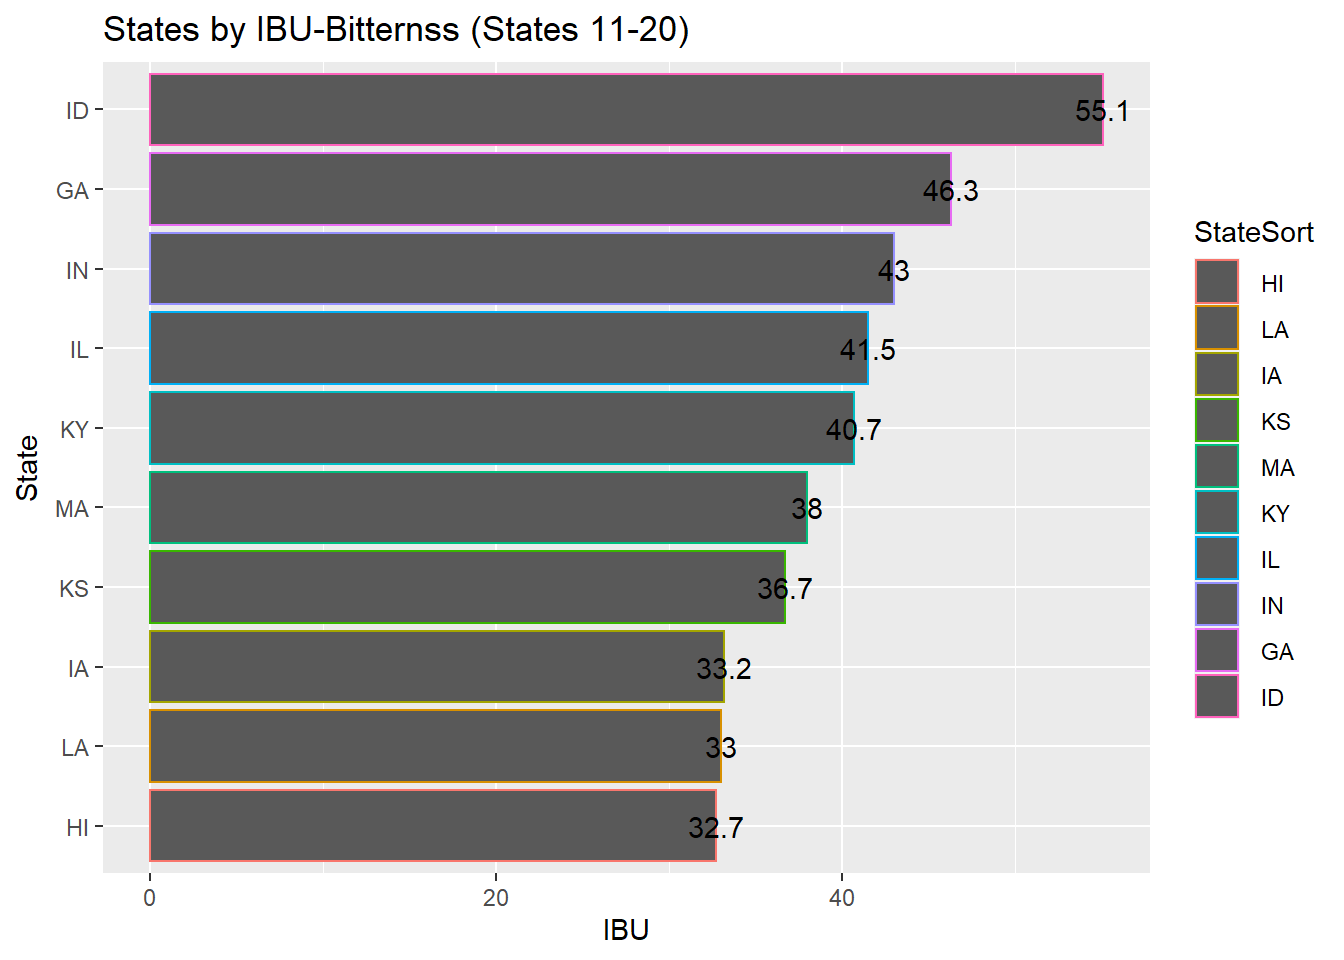 States by IBU-Bitternss (States 11-20)
ID 55.1
GA 46.3
IN 43
IL 41.5
KY 40.7
MA 38
KS 36.7
IA 33.2
LA 33
HI 32.7
0 20 40
IBU
State
StateSort
HI
LA
IA
KS
MA
KY
IL
IN
GA
ID